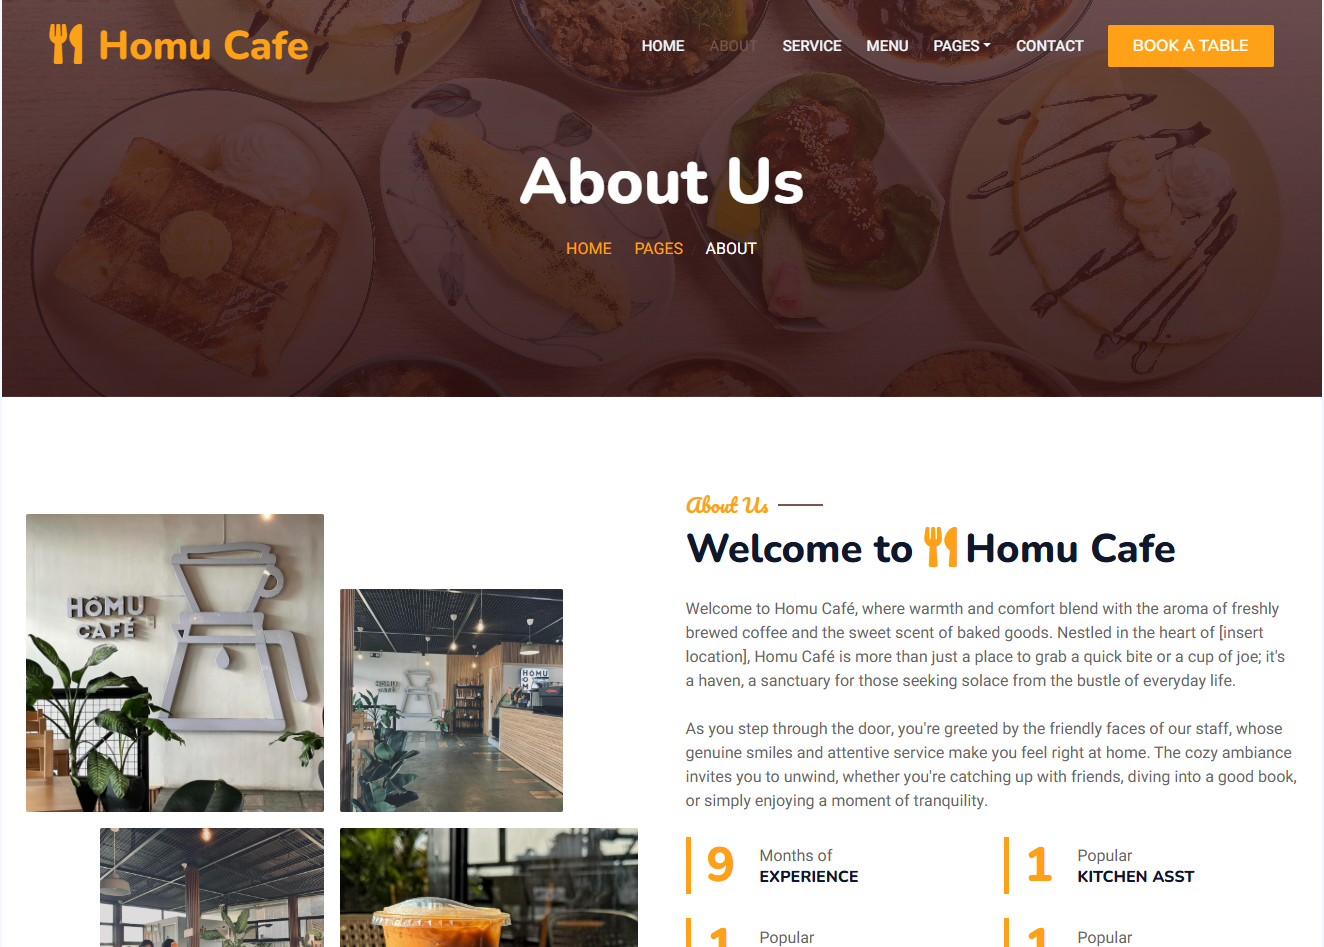 Homu Cafe
HOME ABOUT SERVICE MENU PAGES CONTACT BOOK A TABLE
About Us
HOME PAGES ABOUT
About Us
Welcome to Homu Cafe
Welcome to Homu Café, where warmth and comfort blend with the aroma of freshly
brewed coffee and the sweet scent of baked goods. Nestled in the heart of [insert
location], Homu Café is more than just a place to grab a quick bite or a cup of joe; it's
a haven, a sanctuary for those seeking solace from the bustle of everyday life.
As you step through the door, you're greeted by the friendly faces of our staff, whose
genuine smiles and attentive service make you feel right at home. The cozy ambiance
invites you to unwind, whether you're catching up with friends, diving into a good book,
or simply enjoying a moment of tranquility.
9 Months of EXPERIENCE
1 Popular KITCHEN ASST
1 Popular
1 Popular
HÔMU
CAFÉ
HOMU
CAFÉ
HOMU